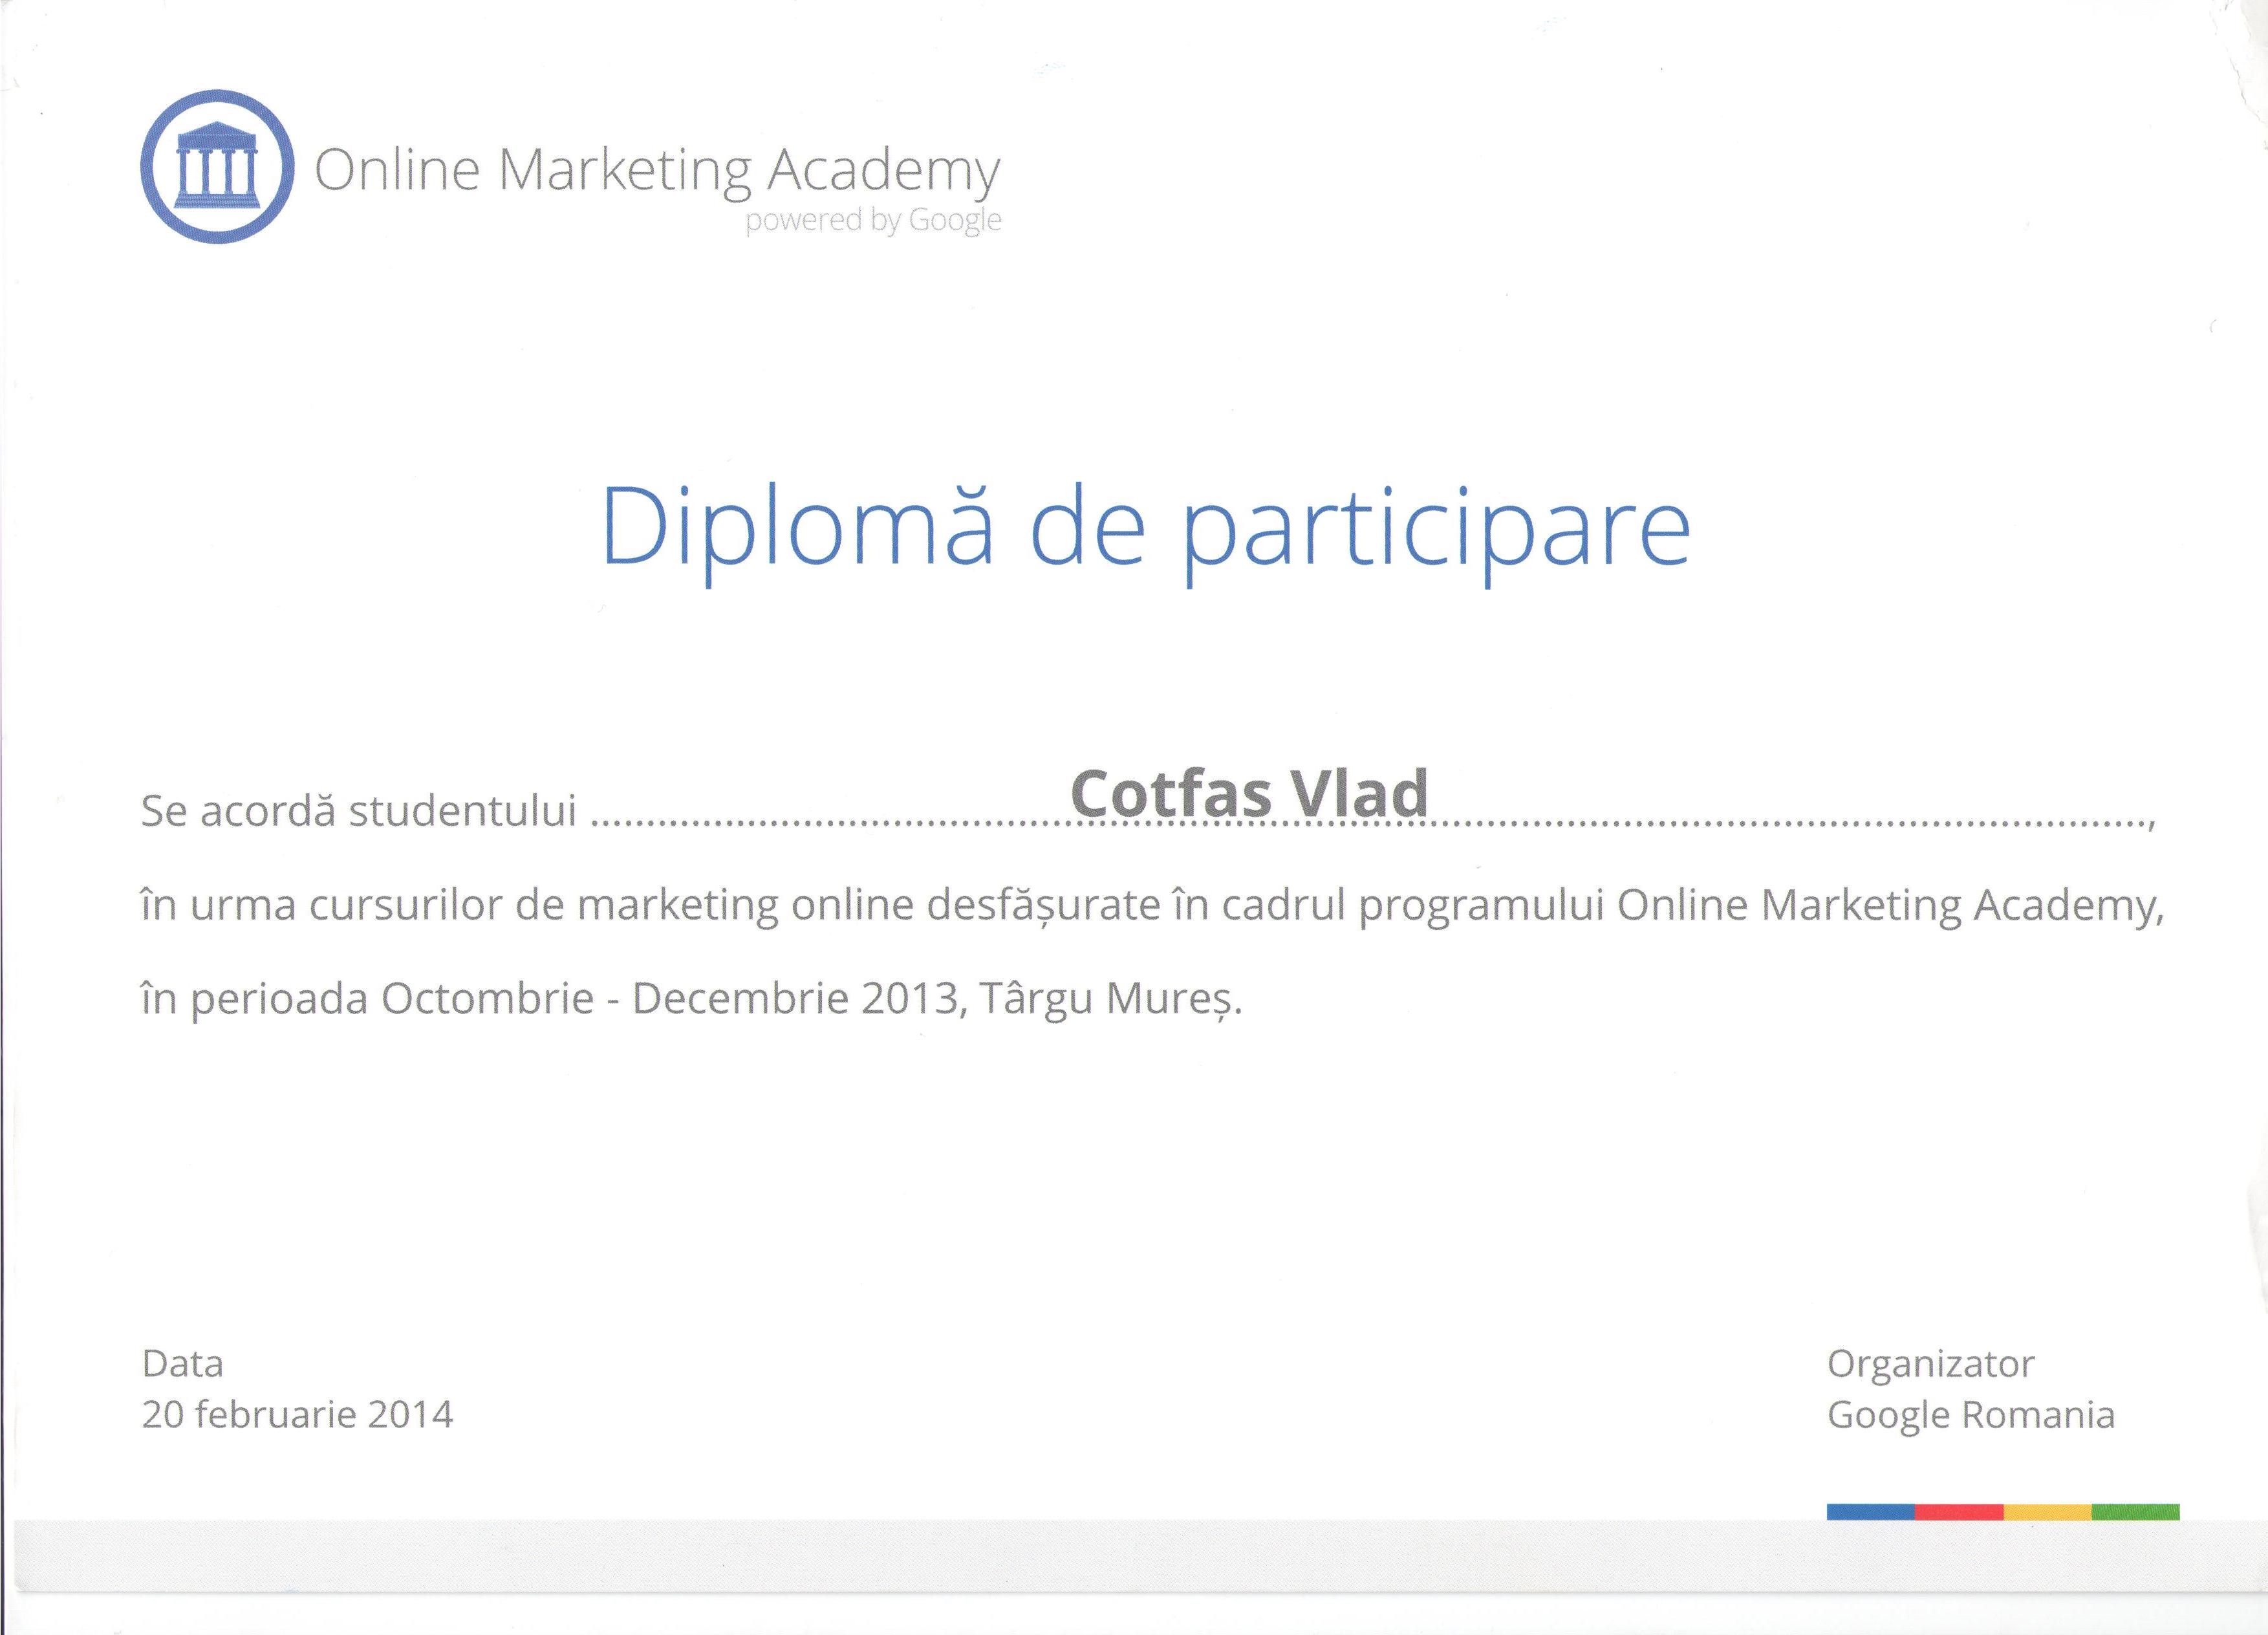 Online Marketing Academy
powered by Google
Diplomă de participare
Se acordă studentului ........................Cotfas Vlad........................,
în urma cursurilor de marketing online desfășurate în cadrul programului Online Marketing Academy,
în perioada Octombrie - Decembrie 2013, Târgu Mureș.
Data
20 februarie 2014
Organizator
Google Romania